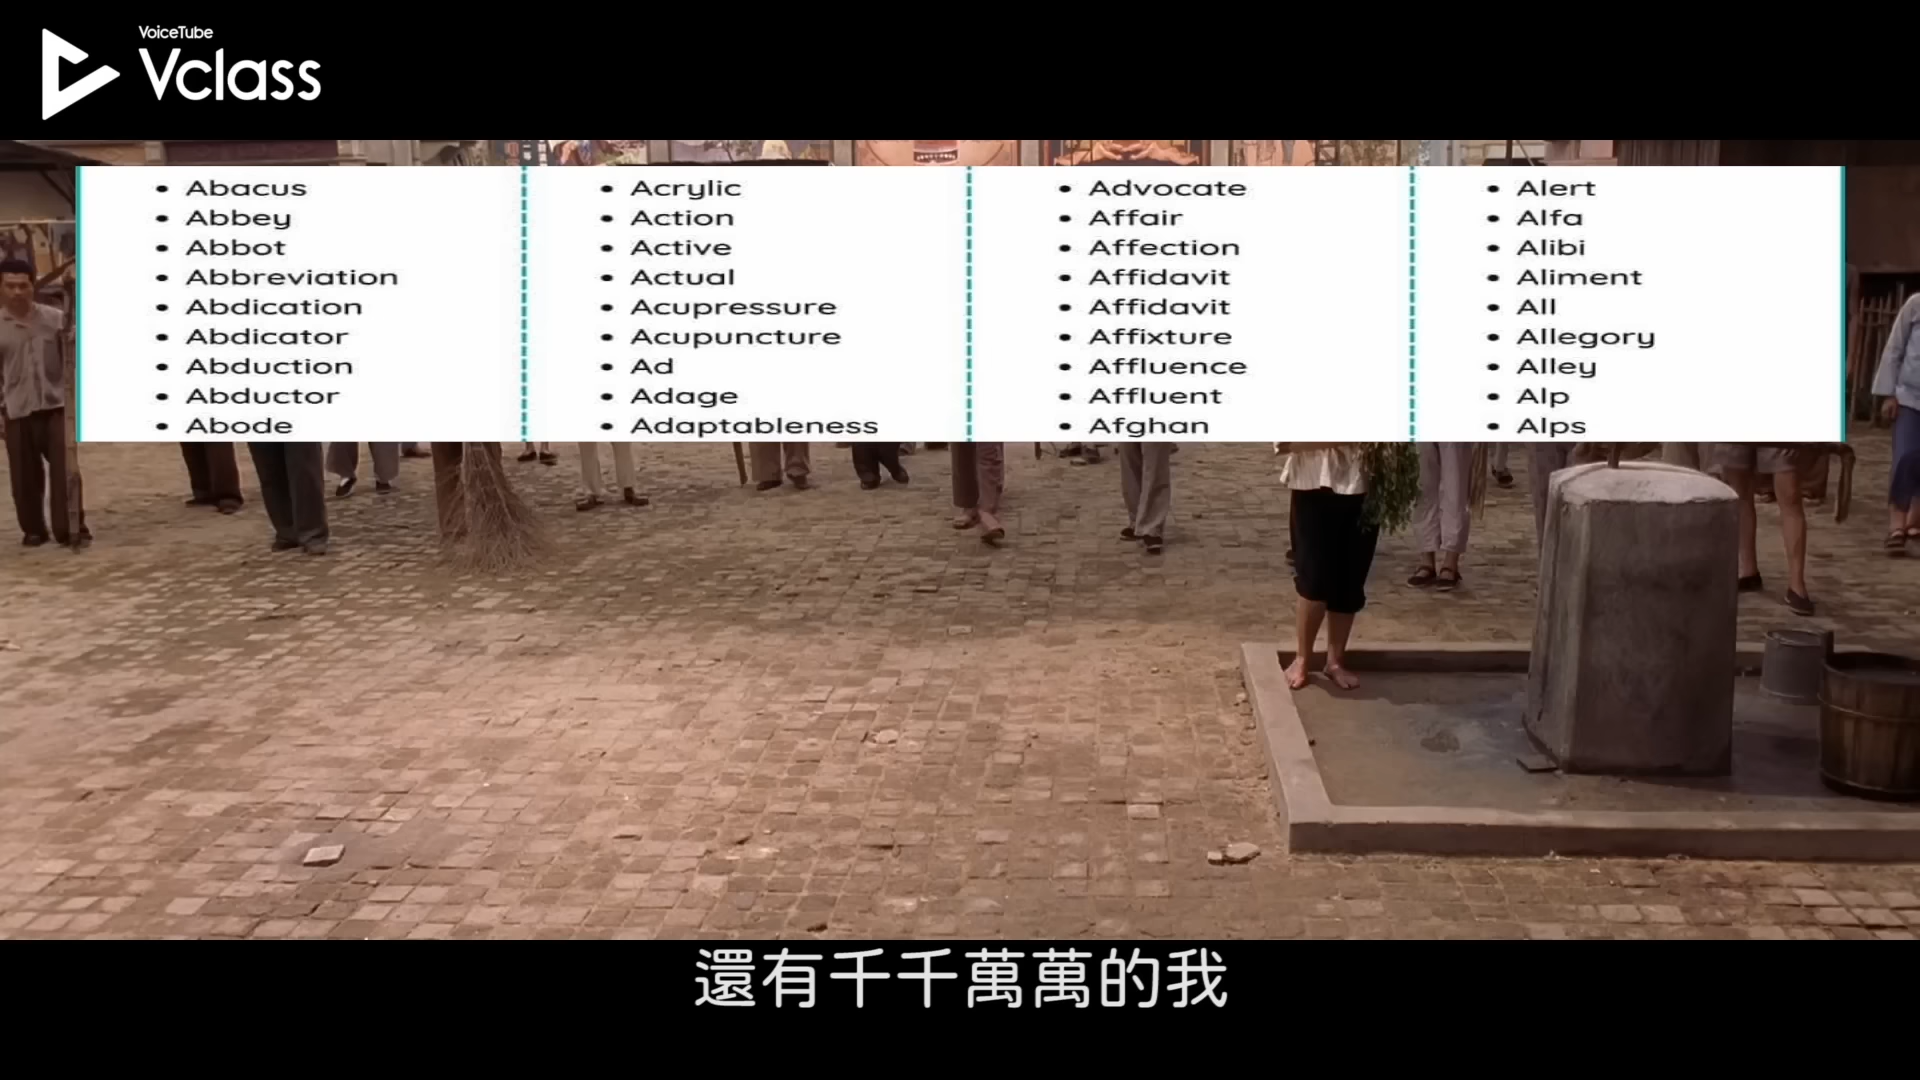 VoiceTube
Vclass
Abacus
Abbey
Abbot
Abbreviation
Abdication
Abdicator
Abduction
Abductor
Abode
Acrylic
Action
Active
Actual
Acupressure
Acupuncture
Ad
Adage
Adaptableness
Advocate
Affair
Affection
Affidavit
Affidavit
Affixture
Affluence
Affluent
Afghan
Alert
Alfa
Alibi
Aliment
All
Allegory
Alley
Alp
Alps
還有千千萬萬的我